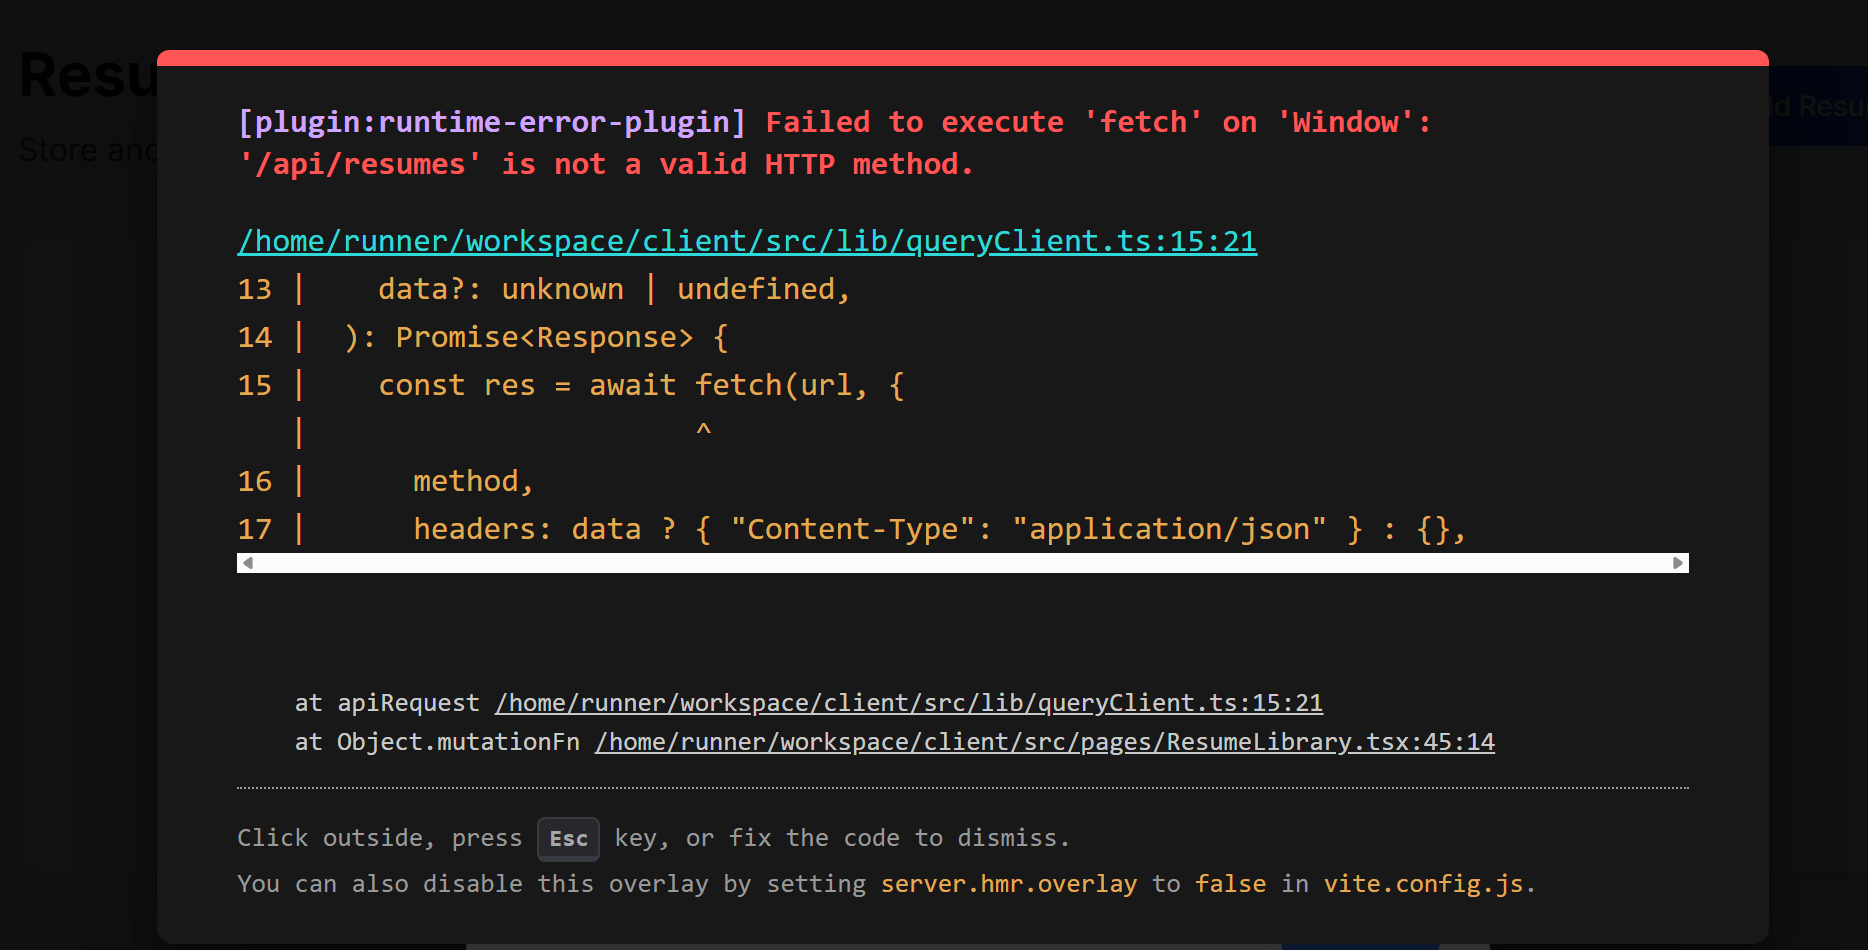 Resu
Store and
ld Resu
[plugin:runtime-error-plugin] Failed to execute 'fetch' on 'Window':
'/api/resumes' is not a valid HTTP method.
/home/runner/workspace/client/src/lib/queryClient.ts:15:21
13 |    data?: unknown | undefined,
14 |  ): Promise<Response> {
15 |    const res = await fetch(url, {
   |                      ^
16 |      method,
17 |      headers: data ? { "Content-Type": "application/json" } : {},
at apiRequest /home/runner/workspace/client/src/lib/queryClient.ts:15:21
at Object.mutationFn /home/runner/workspace/client/src/pages/ResumeLibrary.tsx:45:14
Click outside, press Esc key, or fix the code to dismiss.
You can also disable this overlay by setting server.hmr.overlay to false in vite.config.js.